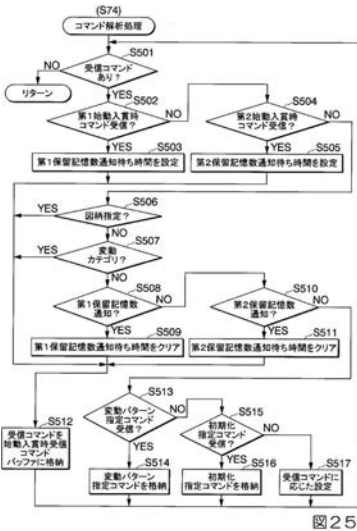 (S74)
コマンド解析処理
S501
受信コマンド
あり?
NO
リターン
YES
S502
第1始動入賞時
コマンド受信?
NO
S504
第2始動入賞時
コマンド受信?
NO
YES
S503
第1保留記憶数通知待ち時間を設定
YES
S505
第2保留記憶数通知待ち時間を設定
S506
図柄指定?
YES
NO
S507
変動
カテゴリ?
YES
NO
S508
第1保留記憶数
通知?
NO
S510
第2保留記憶数
通知?
NO
YES
S509
第1保留記憶数通知待ち時間をクリア
YES
S511
第2保留記憶数通知待ち時間をクリア
S512
受信コマンドを
始動入賞時受信
コマンド
バッファに格納
S513
変動パターン
指定コマンド
受信?
NO
S515
初期化
指定コマンド
受信?
NO
YES
S514
変動パターン
指定コマンドを格納
YES
S516
初期化
指定コマンドを格納
S517
受信コマンドに
応じた設定
図25